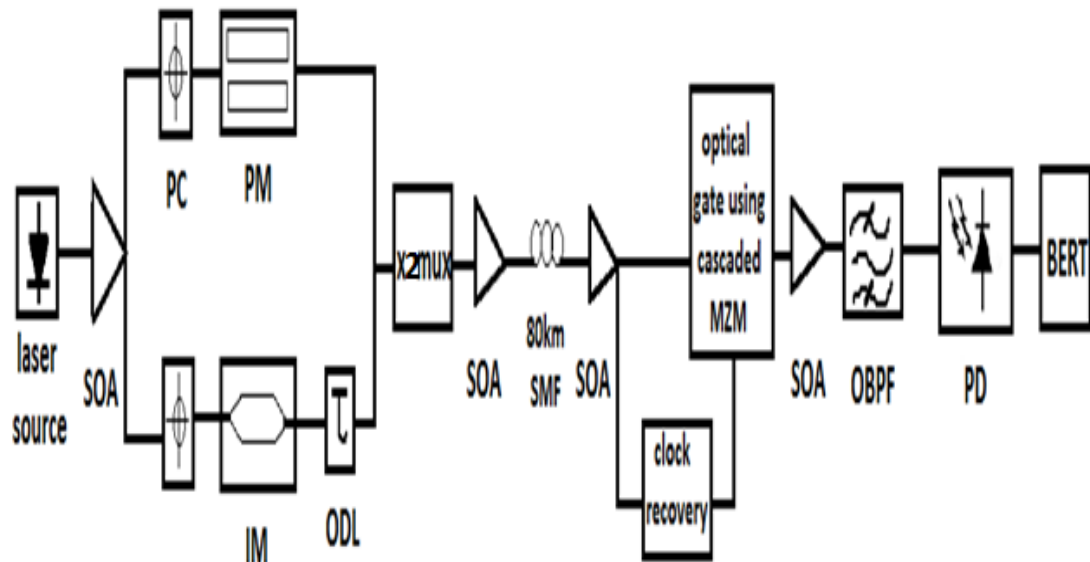 PC
PM
laser
source
SOA
IM
ODL
τ
x2mux
SOA
80km
SMF
SOA
optical
gate using
cascaded
MZM
clock
recovery
SOA
OBPF
PD
BERT